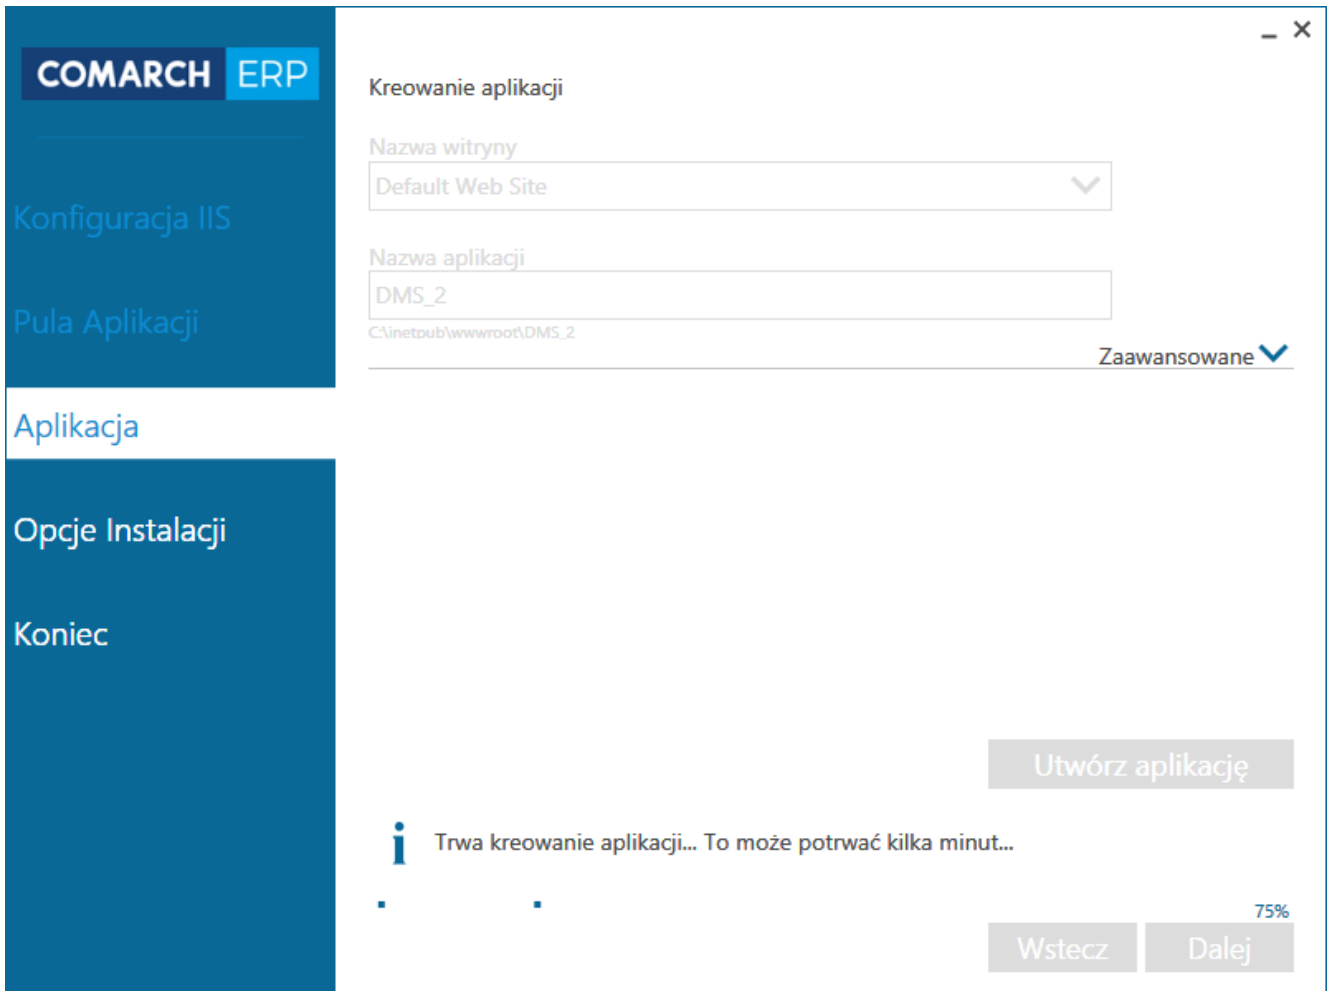 COMARCH ERP
Kreowanie aplikacji
Nazwa witryny
Default Web Site
Konfiguracja IIS
Nazwa aplikacji
DMS_2
Pula Aplikacji
C:\inetpub\wwwroot\DMS_2
Zaawansowane
Aplikacja
Opcje Instalacji
Koniec
Utwórz aplikację
i
Trwa kreowanie aplikacji... To może potrwać kilka minut...
75%
Wstecz
Dalej